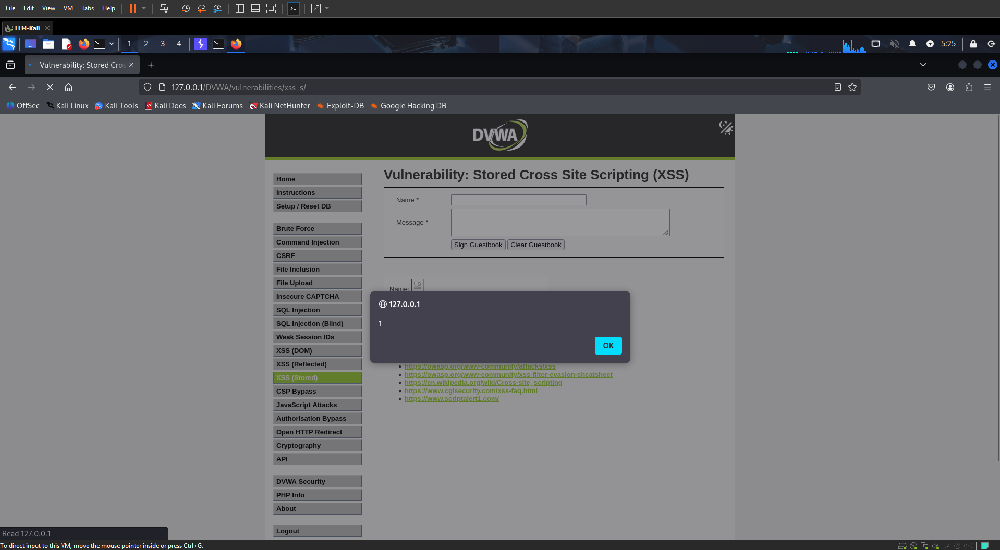 File Edit View VM Tabs Help
LLM-Kali
1 2 3 4 5:25
Vulnerability: Stored Cros
127.0.0.1/DVWA/vulnerabilities/xss_s/
OffSec Kali Linux Kali Tools Kali Docs Kali Forums Kali NetHunter Exploit-DB Google Hacking DB
DVWA
Home
Instructions
Setup / Reset DB
Brute Force
Command Injection
CSRF
File Inclusion
File Upload
Insecure CAPTCHA
SQL Injection
SQL Injection (Blind)
Weak Session IDs
XSS (DOM)
XSS (Reflected)
XSS (Stored)
CSP Bypass
JavaScript Attacks
Authorisation Bypass
Open HTTP Redirect
Cryptography
API
DVWA Security
PHP Info
About
Logout
Vulnerability: Stored Cross Site Scripting (XSS)
Name *
Message *
Sign Guestbook Clear Guestbook
Name:
127.0.0.1
1
OK
https://owasp.org/www-community/attacks/xss
https://owasp.org/www-community/xss-filter-evasion-cheatsheet
https://en.wikipedia.org/wiki/Cross-site_scripting
https://www.cgisecurity.com/xss-faq.html
https://www.scriptalert1.com/
Read 127.0.0.1
To direct input to this VM, move the mouse pointer inside or press Ctrl+G.